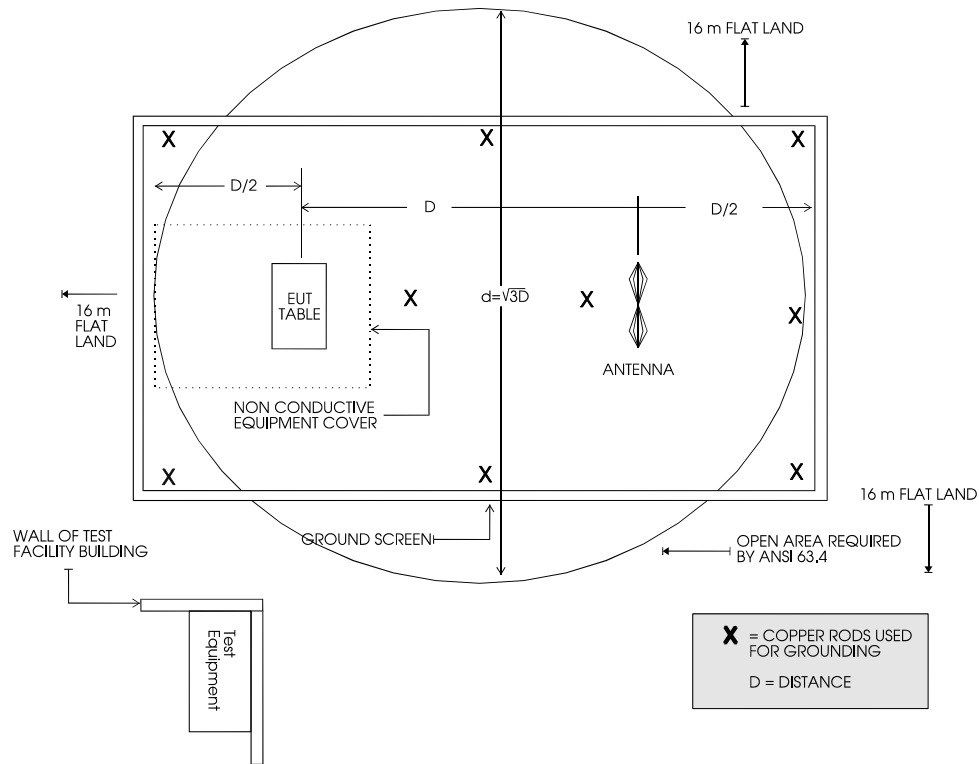 16 m FLAT LAND
X
X
X
D/2
D
D/2
EUT
TABLE
X
d=√3D
X
X
16 m
FLAT
LAND
ANTENNA
NON CONDUCTIVE
EQUIPMENT COVER
X
X
X
16 m FLAT LAND
WALL OF TEST
FACILITY BUILDING
GROUND SCREEN
OPEN AREA REQUIRED
BY ANSI 63.4
Test
Equipment
X = COPPER RODS USED
FOR GROUNDING
D = DISTANCE